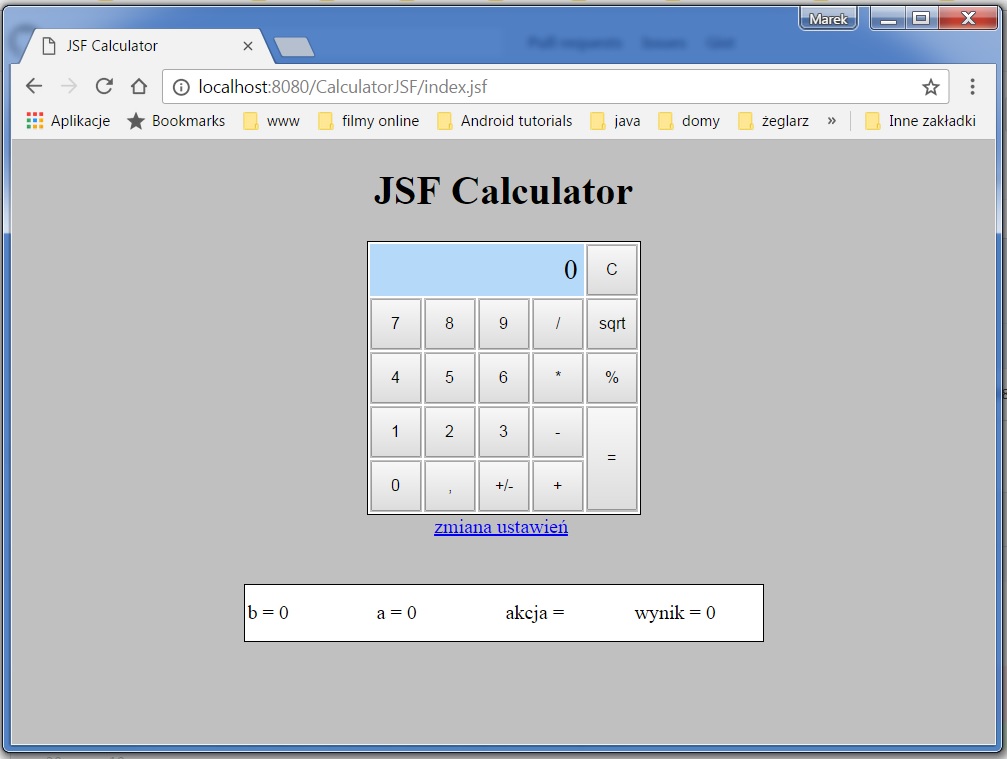 Marek
JSF Calculator
localhost:8080/CalculatorJSF/index.jsf
Aplikacje Bookmarks www filmy online Android tutorials java domy żeglarz » Inne zakładki
JSF Calculator
0 C
7 8 9 / sqrt
4 5 6 * %
1 2 3 -
=
0 , +/- +
zmiana ustawień
b = 0 a = 0 akcja = wynik = 0